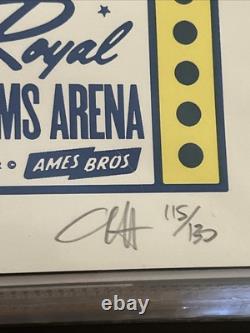 Royal
MS ARENA
© AMES BROS
115/130